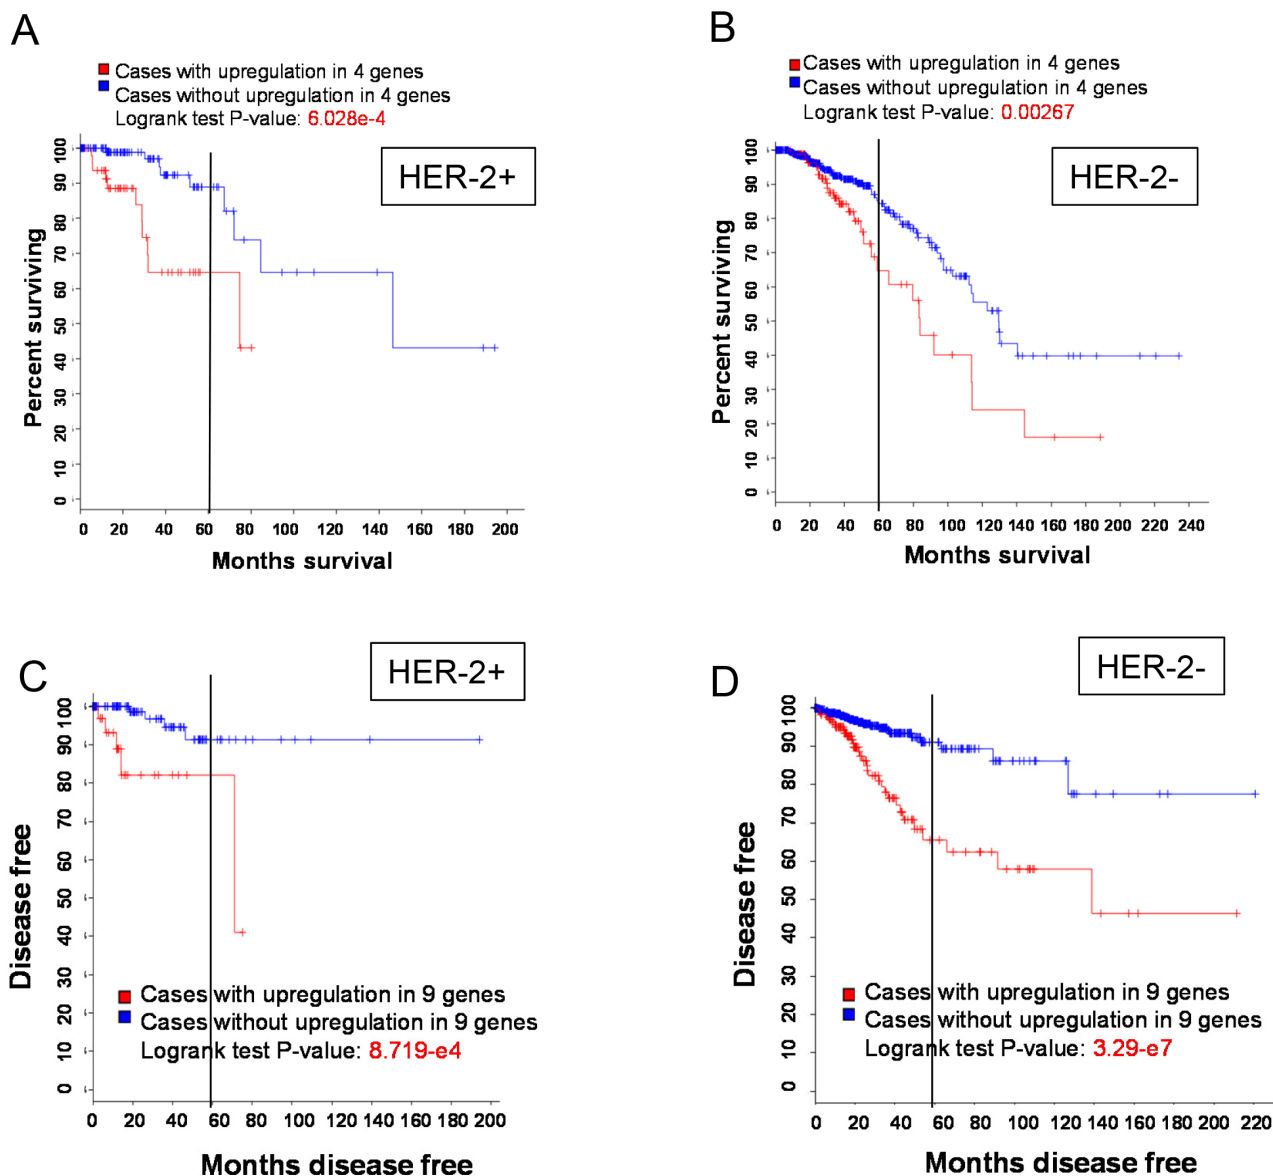 A
Cases with upregulation in 4 genes
Cases without upregulation in 4 genes
Logrank test P-value: 6.028e-4
HER-2+
Percent surviving
100
90
80
70
60
50
40
30
20
10
0
0 20 40 60 80 100 120 140 160 180 200
Months survival
B
Cases with upregulation in 4 genes
Cases without upregulation in 4 genes
Logrank test P-value: 0.00267
HER-2-
Percent surviving
100
90
80
70
60
50
40
30
20
10
0
0 20 40 60 80 100 120 140 160 180 200 220 240
Months survival
C
HER-2+
Disease free
100
90
80
70
60
50
40
30
20
10
0
Cases with upregulation in 9 genes
Cases without upregulation in 9 genes
Logrank test P-value: 8.719-e4
0 20 40 60 80 100 120 140 160 180 200
Months disease free
D
HER-2-
Disease free
100
90
80
70
60
50
40
30
20
10
0
Cases with upregulation in 9 genes
Cases without upregulation in 9 genes
Logrank test P-value: 3.29-e7
0 20 40 60 80 100 120 140 160 180 200 220
Months disease free